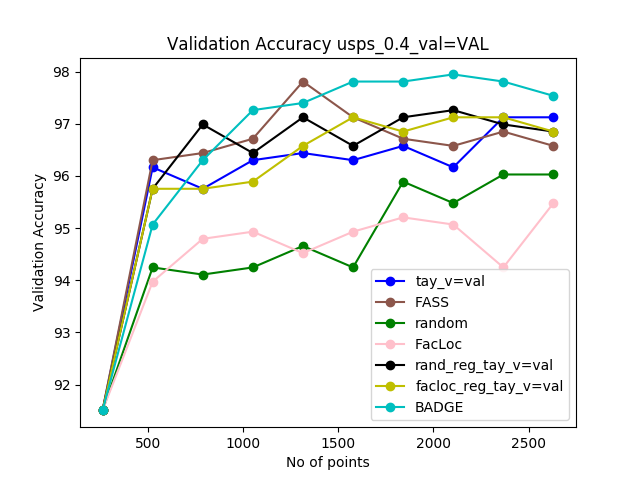 Validation Accuracy usps_0.4_val=VAL
98
97
96
95
94
93
92
Validation Accuracy
500
1000
1500
2000
2500
No of points
tay_v=val
FASS
random
FacLoc
rand_reg_tay_v=val
facloc_reg_tay_v=val
BADGE